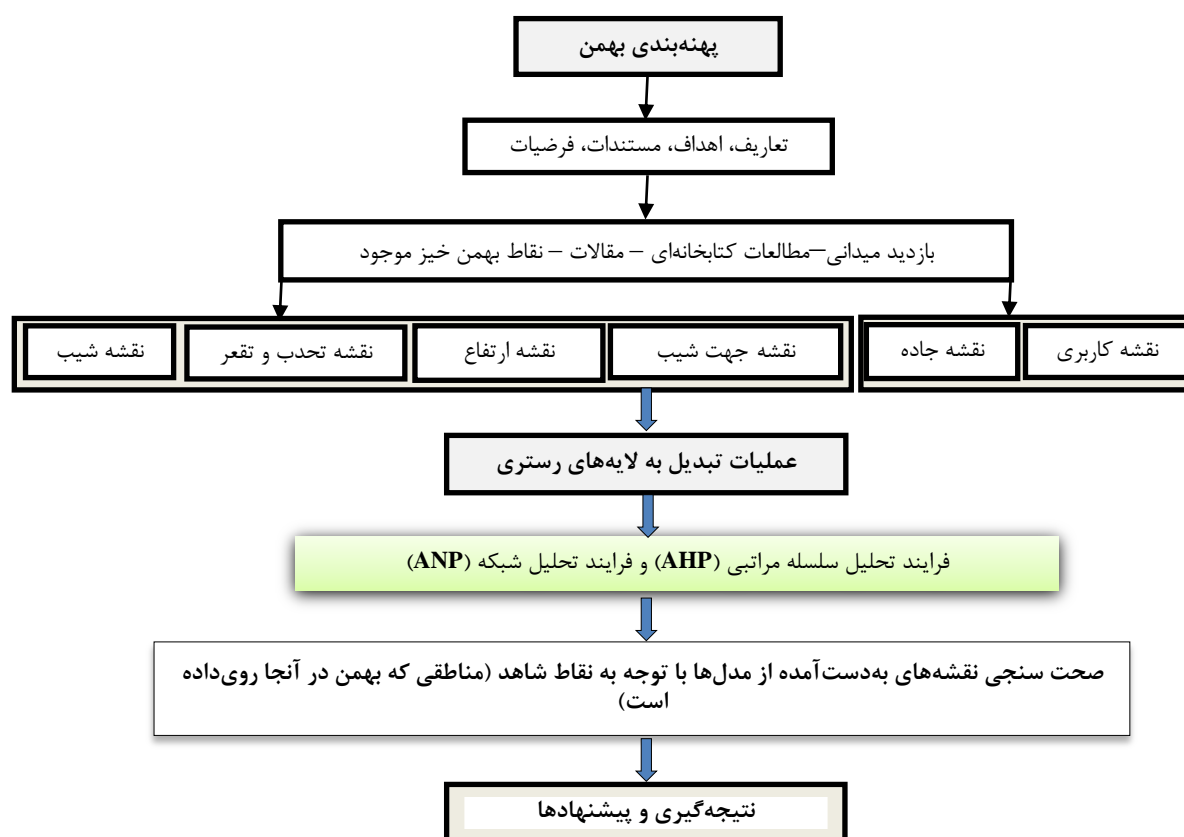 پهنه‌بندی بهمن
تعاریف، اهداف، مستندات، فرضیات
بازدید میدانی–مطالعات کتابخانه‌ای – مقالات – نقاط بهمن خیز موجود
نقشه کاربری
نقشه جاده
نقشه جهت شیب
نقشه ارتفاع
نقشه تحدب و تقعر
نقشه شیب
عملیات تبدیل به لایه‌های رستری
فرایند تحلیل سلسله مراتبی (AHP) و فرایند تحلیل شبکه (ANP)
صحت سنجی نقشه‌های به‌دست‌آمده از مدل‌ها با توجه به نقاط شاهد (مناطقی که بهمن در آنجا روی‌داده
است)
نتیجه‌گیری و پیشنهادها